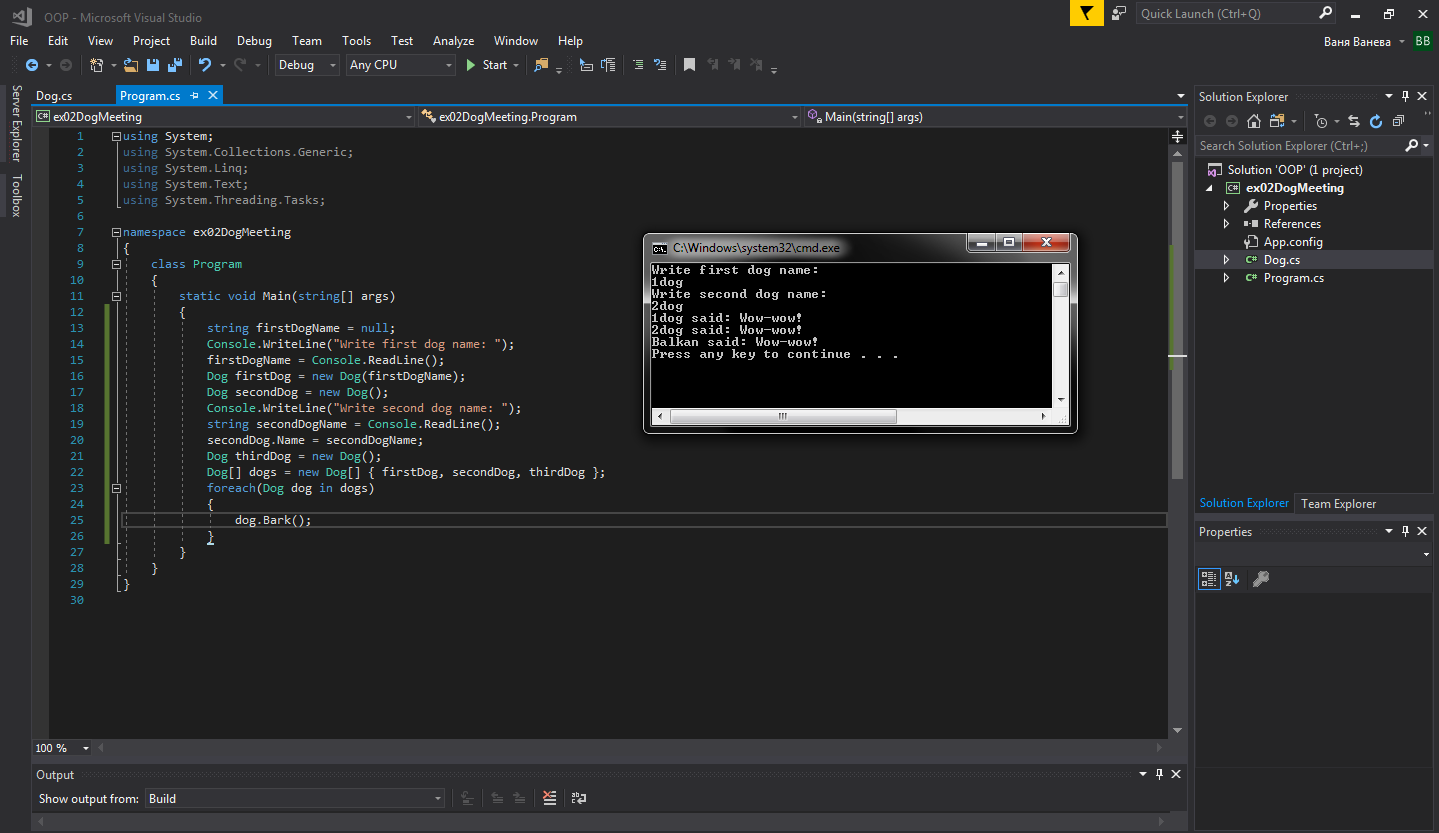 OOP - Microsoft Visual Studio
Quick Launch (Ctrl+Q)
File Edit View Project Build Debug Team Tools Test Analyze Window Help
Ваня Ванева BB
Debug Any CPU Start
Server Explorer
Toolbox
Dog.cs Program.cs
C# ex02DogMeeting ex02DogMeeting.Program Main(string[] args)
1 using System;
2 using System.Collections.Generic;
3 using System.Linq;
4 using System.Text;
5 using System.Threading.Tasks;
6
7 namespace ex02DogMeeting
8 {
9 class Program
10 {
11 static void Main(string[] args)
12 {
13 string firstDogName = null;
14 Console.WriteLine("Write first dog name: ");
15 firstDogName = Console.ReadLine();
16 Dog firstDog = new Dog(firstDogName);
17 Dog secondDog = new Dog();
18 Console.WriteLine("Write second dog name: ");
19 string secondDogName = Console.ReadLine();
20 secondDog.Name = secondDogName;
21 Dog thirdDog = new Dog();
22 Dog[] dogs = new Dog[] { firstDog, secondDog, thirdDog };
23 foreach(Dog dog in dogs)
24 {
25 dog.Bark();
26 }
27 }
28 }
29 }
30
C:\Windows\system32\cmd.exe
Write first dog name:
1dog
Write second dog name:
2dog
1dog said: Wow-wow!
2dog said: Wow-wow!
Balkan said: Wow-wow!
Press any key to continue . . .
Solution Explorer
Search Solution Explorer (Ctrl+;)
Solution 'OOP' (1 project)
C# ex02DogMeeting
Properties
References
App.config
C# Dog.cs
C# Program.cs
Solution Explorer Team Explorer
Properties
100 %
Output
Show output from: Build